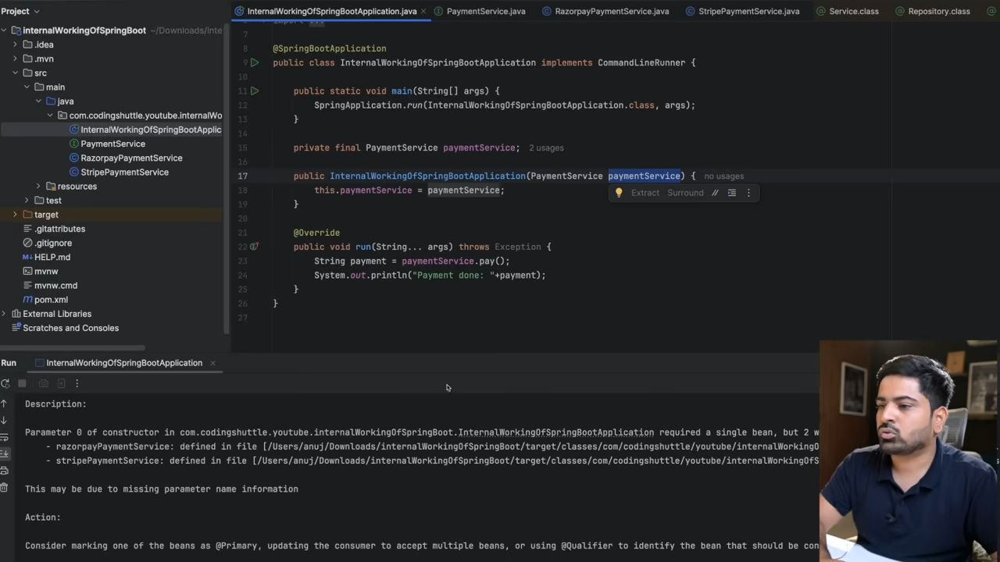 Project
internalWorkingOfSpringBoot ~/Downloads/inte
.idea
.mvn
src
main
java
com.codingshuttle.youtube.internalWo
InternalWorkingOfSpringBootApplic
PaymentService
RazorpayPaymentService
StripePaymentService
resources
test
target
.gitattributes
.gitignore
HELP.md
mvnw
mvnw.cmd
pom.xml
External Libraries
Scratches and Consoles
InternalWorkingOfSpringBootApplication.java
PaymentService.java
RazorpayPaymentService.java
StripePaymentService.java
Service.class
Repository.class
import ...
7
8 @SpringBootApplication
9 public class InternalWorkingOfSpringBootApplication implements CommandLineRunner {
10
11 public static void main(String[] args) {
12 SpringApplication.run(InternalWorkingOfSpringBootApplication.class, args);
13 }
14
15 private final PaymentService paymentService; 2 usages
16
17 public InternalWorkingOfSpringBootApplication(PaymentService paymentService) { no usages
18 this.paymentService = paymentService;
Extract Surround //
19 }
20
21 @Override
22 public void run(String... args) throws Exception {
23 String payment = paymentService.pay();
24 System.out.println("Payment done: "+payment);
25 }
26 }
27
Run InternalWorkingOfSpringBootApplication
Description:
Parameter 0 of constructor in com.codingshuttle.youtube.internalWorkingOfSpringBoot.InternalWorkingOfSpringBootApplication required a single bean, but 2 w
- razorpayPaymentService: defined in file [/Users/anuj/Downloads/internalWorkingOfSpringBoot/target/classes/com/codingshuttle/youtube/internalWorkingO
- stripePaymentService: defined in file [/Users/anuj/Downloads/internalWorkingOfSpringBoot/target/classes/com/codingshuttle/youtube/internalWorkingOfS
This may be due to missing parameter name information
Action:
Consider marking one of the beans as @Primary, updating the consumer to accept multiple beans, or using @Qualifier to identify the bean that should be con